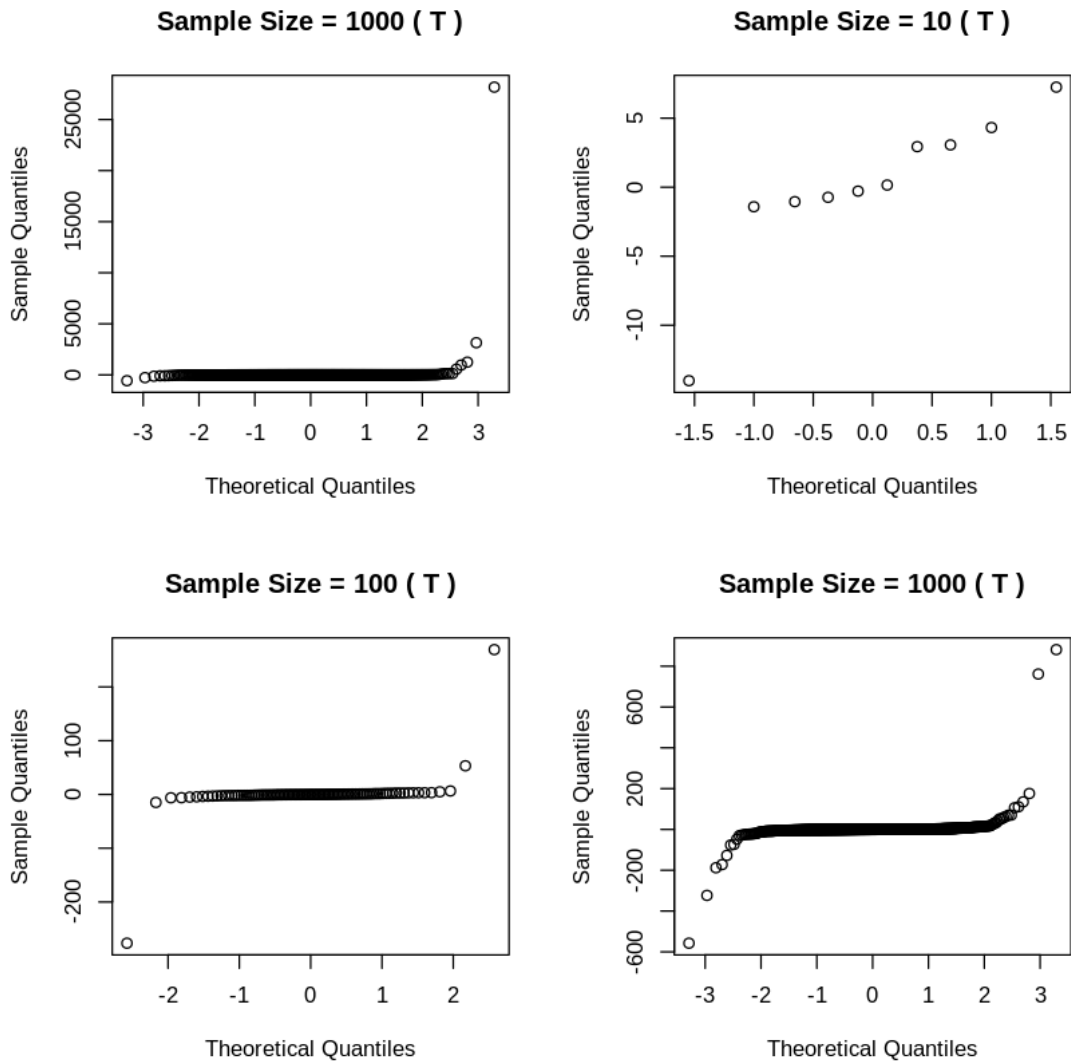 Sample Size = 1000 ( T )
Sample Quantiles
25000
15000
5000
0
-3 -2 -1 0 1 2 3
Theoretical Quantiles
Sample Size = 10 ( T )
Sample Quantiles
5
0
-5
-10
-1.5 -1.0 -0.5 0.0 0.5 1.0 1.5
Theoretical Quantiles
Sample Size = 100 ( T )
Sample Quantiles
100
0
-200
-2 -1 0 1 2
Theoretical Quantiles
Sample Size = 1000 ( T )
Sample Quantiles
600
200
-200
-600
-3 -2 -1 0 1 2 3
Theoretical Quantiles